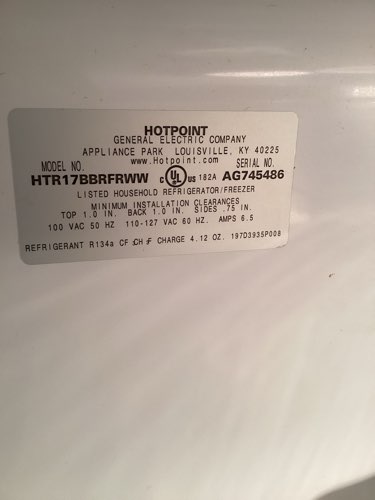 HOTPOINT
GENERAL ELECTRIC COMPANY
APPLIANCE PARK LOUISVILLE, KY 40225
MODEL NO. www.Hotpoint.com SERIAL NO.
HTR17BBRFRWW c UL US 182A AG745486
LISTED HOUSEHOLD REFRIGERATOR/FREEZER
MINIMUM INSTALLATION CLEARANCES
TOP 1.0 IN. BACK 1.0 IN. SIDES .75 IN.
100 VAC 50 HZ 110-127 VAC 60 HZ. AMPS 6.5
REFRIGERANT R134a CHARGE 4.12 OZ. 197D3935P008